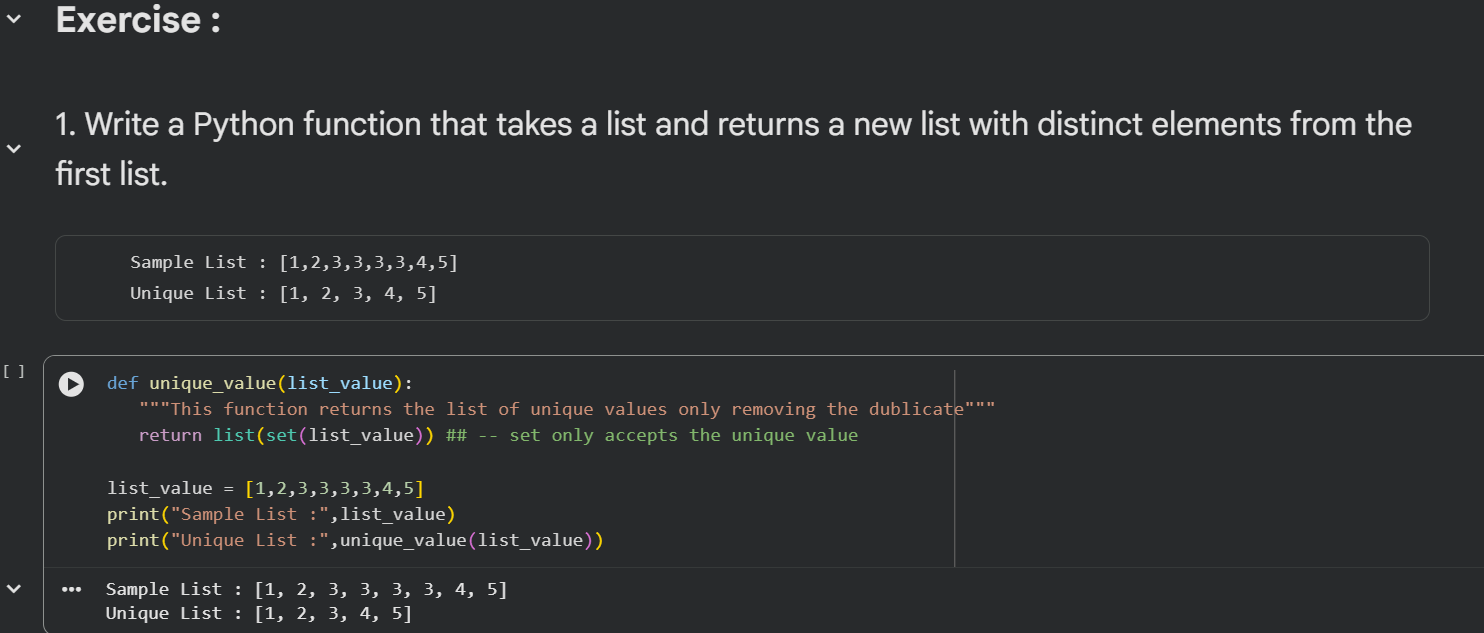 Exercise :
1. Write a Python function that takes a list and returns a new list with distinct elements from the
first list.
Sample List : [1,2,3,3,3,3,4,5]
Unique List : [1, 2, 3, 4, 5]
[ ]
def unique_value(list_value):
"""This function returns the list of unique values only removing the dublicate"""
return list(set(list_value)) ## -- set only accepts the unique value
list_value = [1,2,3,3,3,3,4,5]
print("Sample List :",list_value)
print("Unique List :",unique_value(list_value))
Sample List : [1, 2, 3, 3, 3, 3, 4, 5]
Unique List : [1, 2, 3, 4, 5]